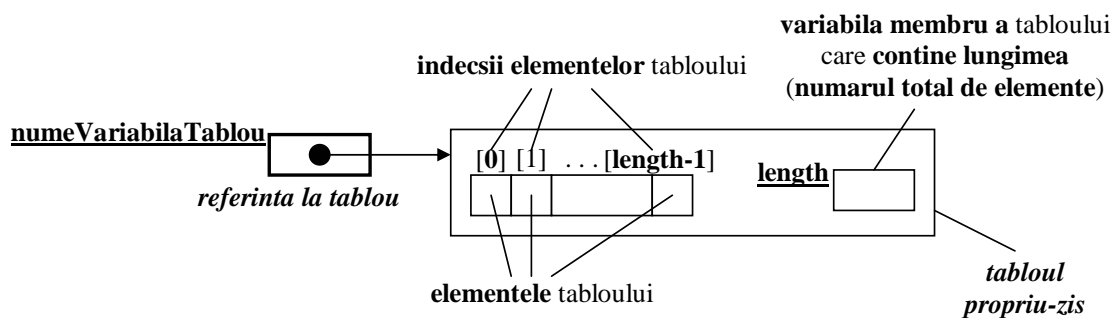 variabila membru a tabloului
care contine lungimea
(numarul total de elemente)
indecsii elementelor tabloului
numeVariabilaTablou
[0] [1] . . . [length-1]
length
referinta la tablou
elementele tabloului
tabloul
propriu-zis